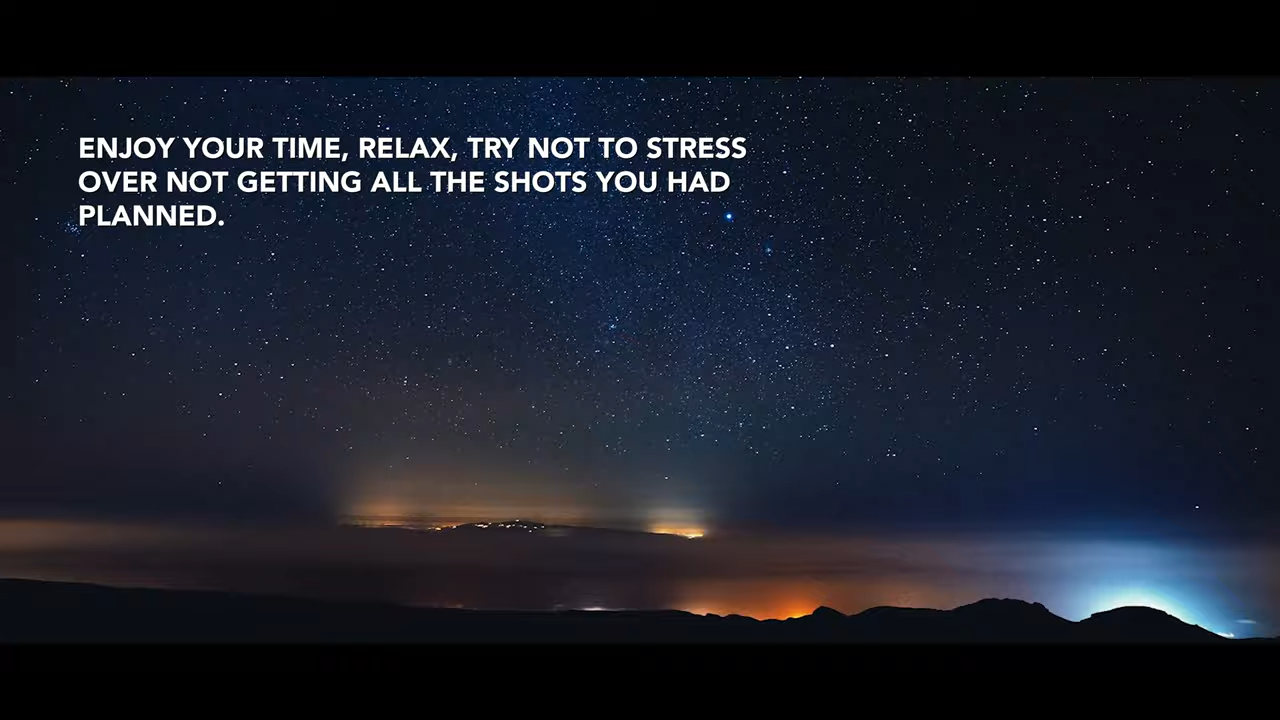 ENJOY YOUR TIME, RELAX, TRY NOT TO STRESS
OVER NOT GETTING ALL THE SHOTS YOU HAD
PLANNED.